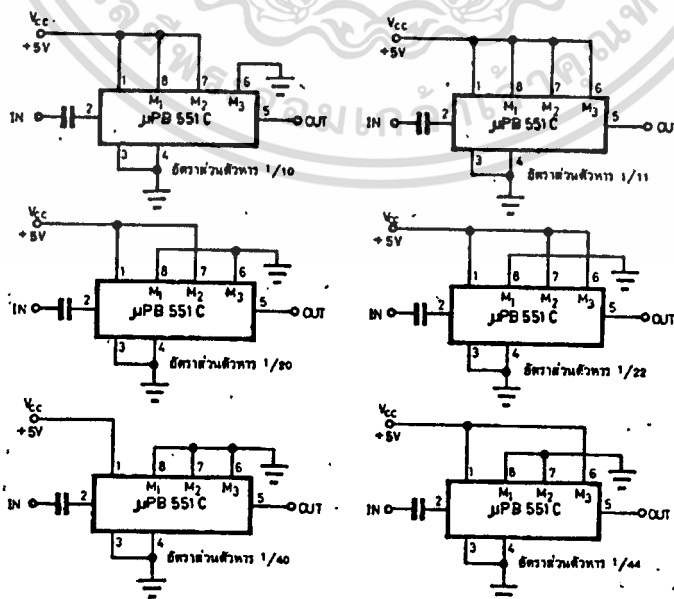 Vcc
+5V
1 8 7 6
M1 M2 M3
IN 2 µPB 551 C 5 OUT
3 4
อัตราส่วนตัวหาร 1/10
Vcc
+5V
1 8 7 6
M1 M2 M3
IN 2 µPB 551 C 5 OUT
3 4
อัตราส่วนตัวหาร 1/11
Vcc
+5V
1 8 7 6
M1 M2 M3
IN 2 µPB 551 C 5 OUT
3 4
อัตราส่วนตัวหาร 1/20
Vcc
+5V
1 8 7 6
M1 M2 M3
IN 2 µPB 551 C 5 OUT
3 4
อัตราส่วนตัวหาร 1/22
Vcc
+5V
1 8 7 6
M1 M2 M3
IN 2 µPB 551 C 5 OUT
3 4
อัตราส่วนตัวหาร 1/40
Vcc
+5V
1 8 7 6
M1 M2 M3
IN 2 µPB 551 C 5 OUT
3 4
อัตราส่วนตัวหาร 1/44